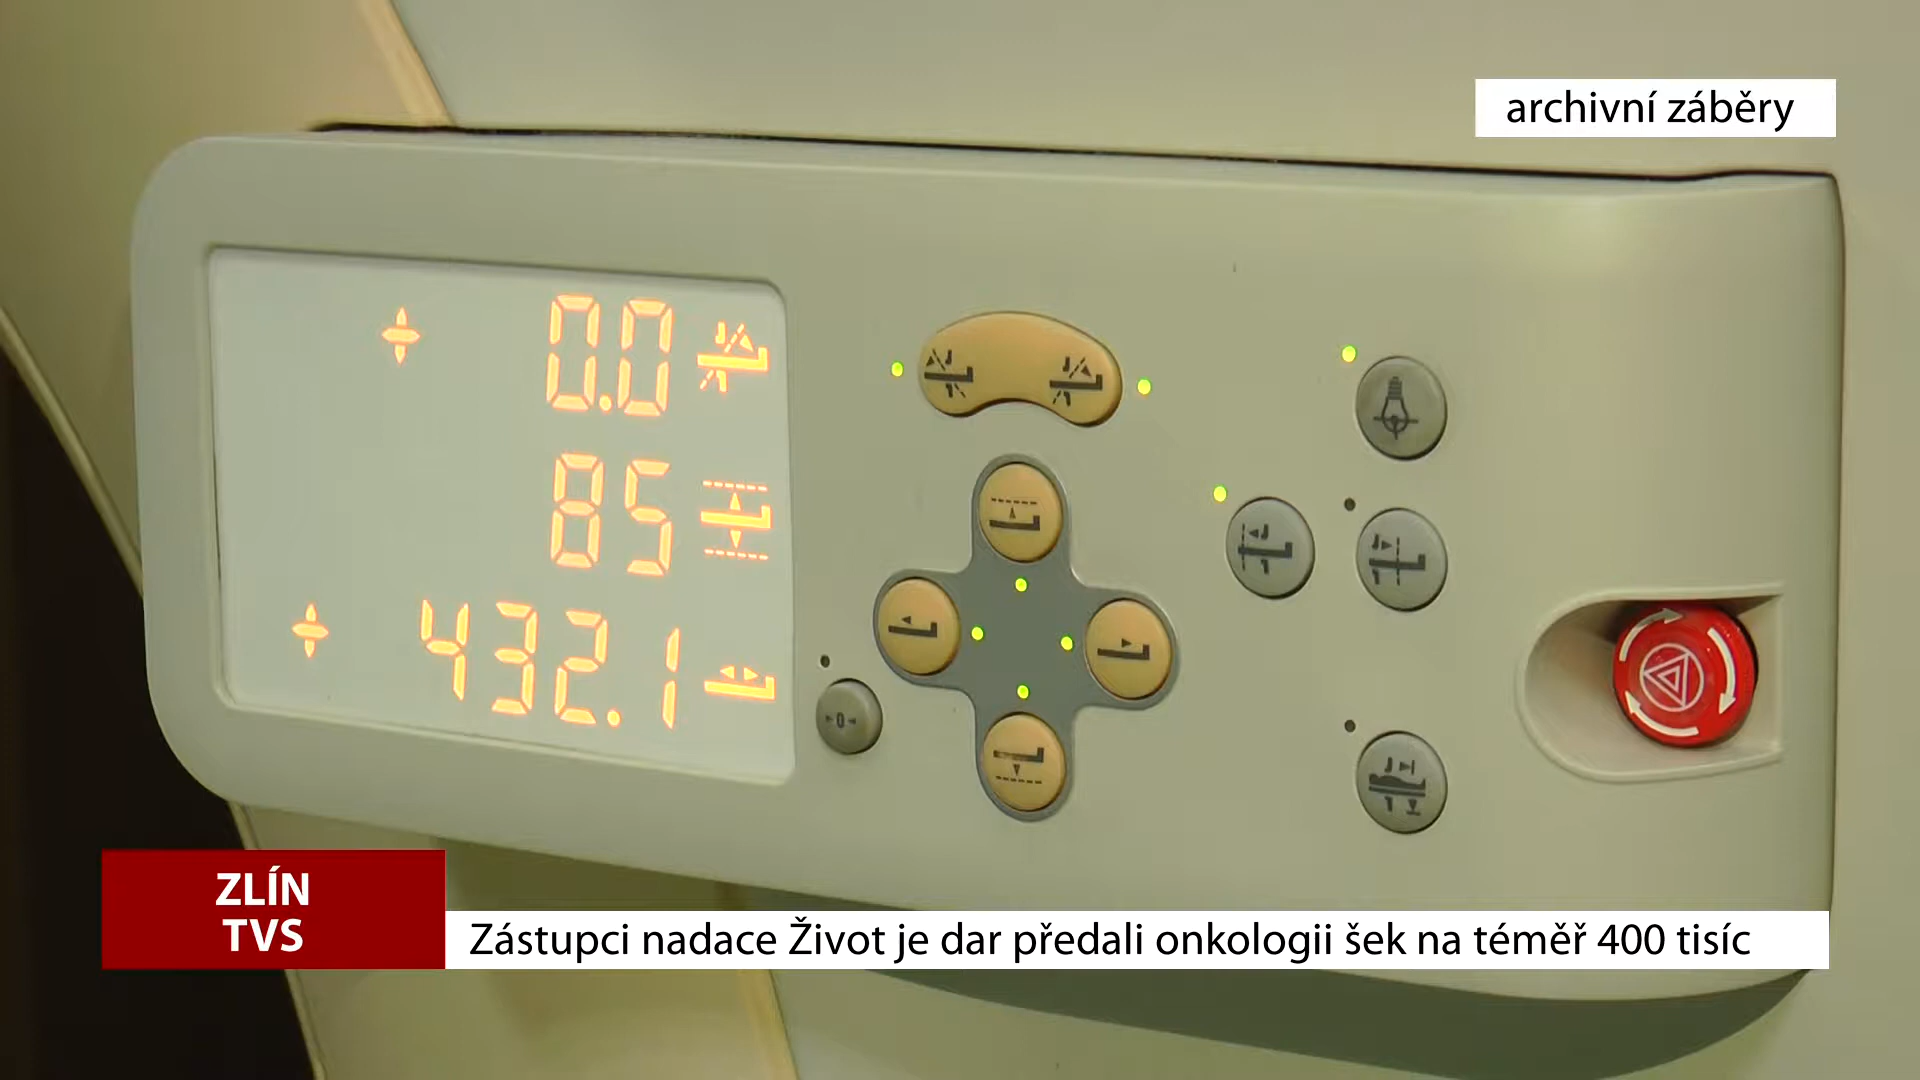 archivní záběry
0.0
85
432.1
0
ZLÍN
TVS
Zástupci nadace Život je dar předali onkologii šek na téměř 400 tisíc